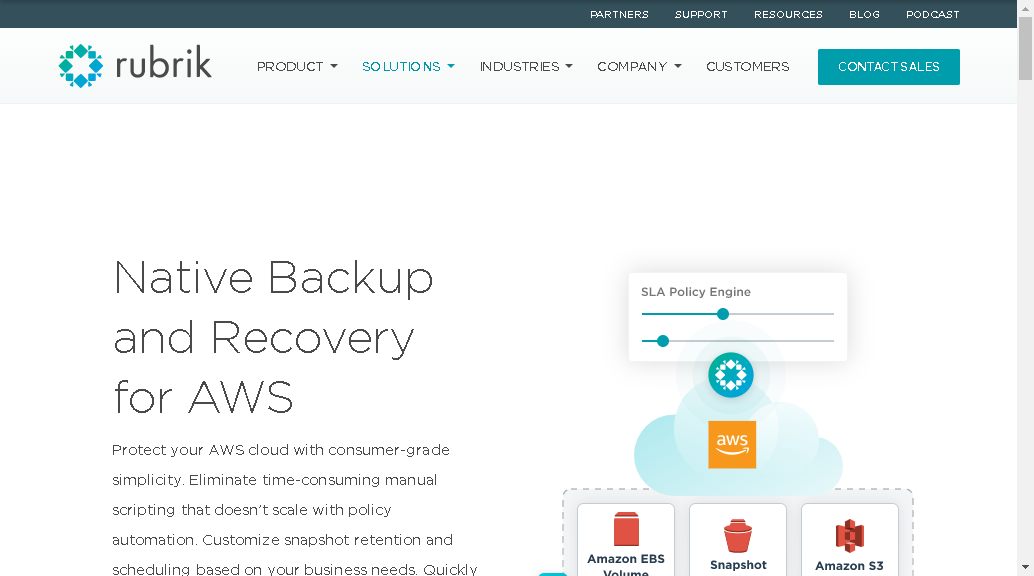 PARTNERS SUPPORT RESOURCES BLOG PODCAST
rubrik PRODUCT SOLUTIONS INDUSTRIES COMPANY CUSTOMERS CONTACT SALES
Native Backup
and Recovery
for AWS
Protect your AWS cloud with consumer-grade
simplicity. Eliminate time-consuming manual
scripting that doesn't scale with policy
automation. Customize snapshot retention and
scheduling based on your business needs. Quickly
SLA Policy Engine
aws
Amazon EBS
Volume
Snapshot
Amazon S3